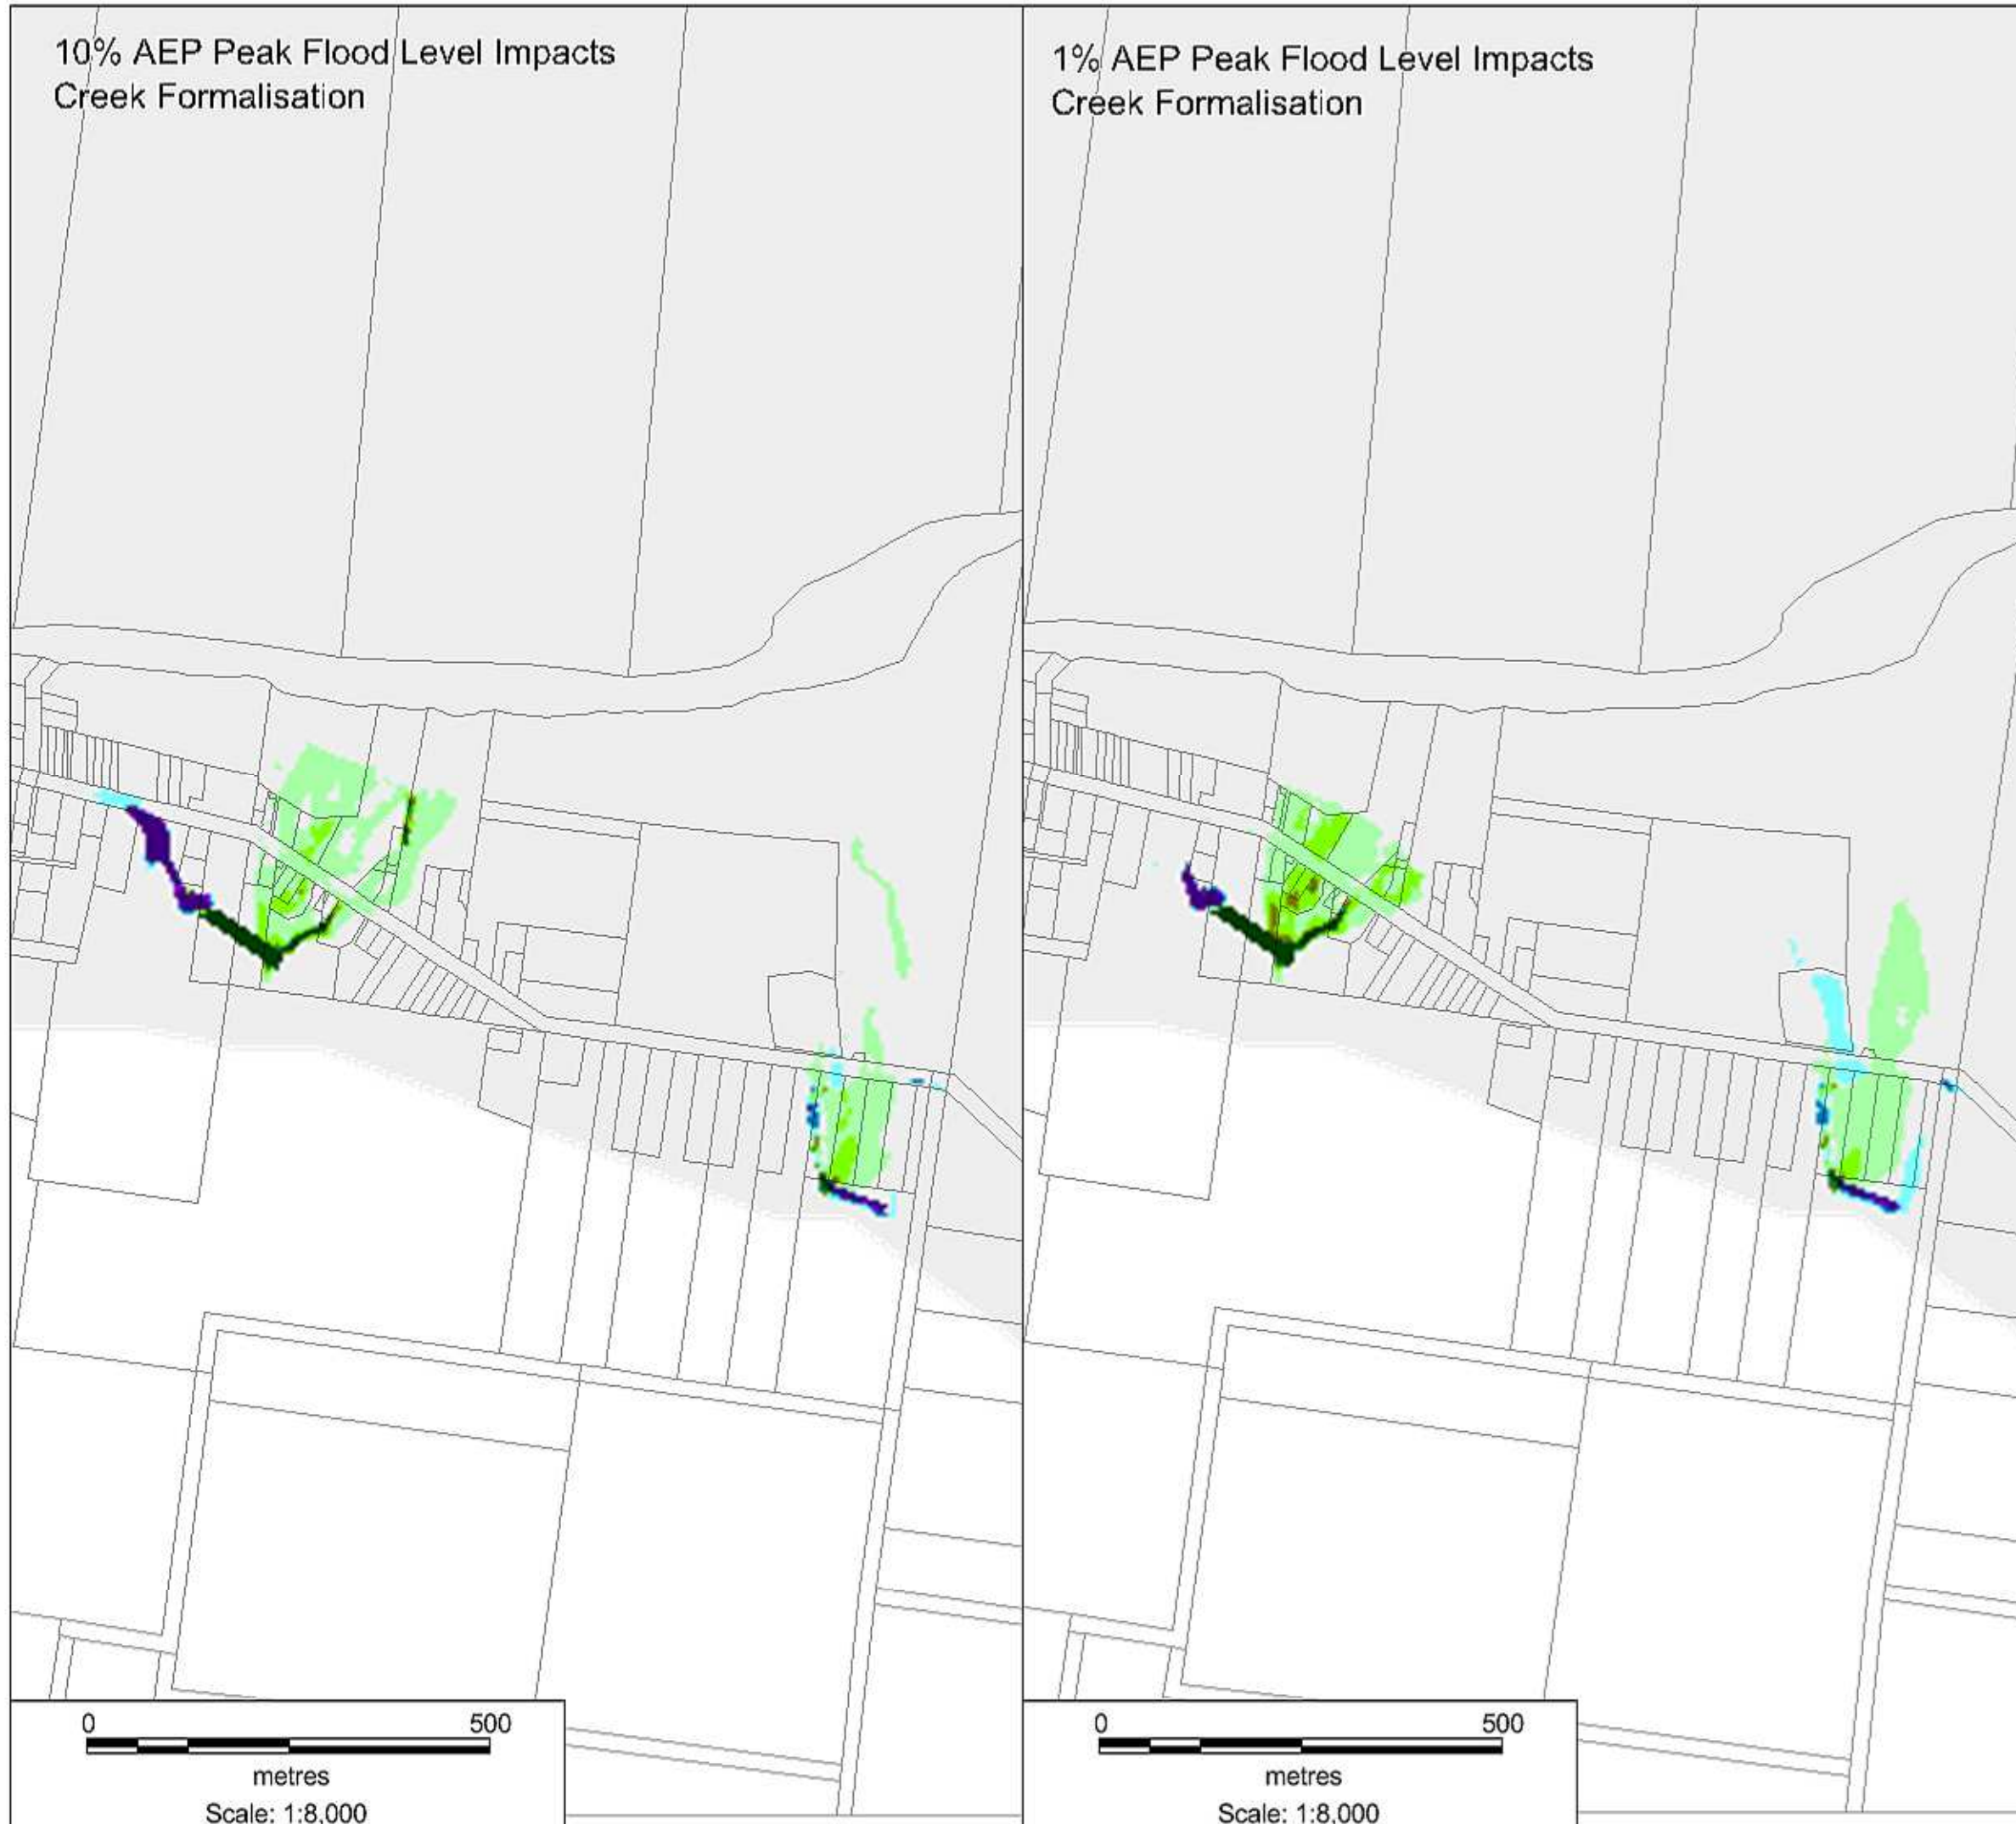 10% AEP Peak Flood Level Impacts
Creek Formalisation
0 500
metres
Scale: 1:8,000
1% AEP Peak Flood Level Impacts
Creek Formalisation
0 500
metres
Scale: 1:8,000